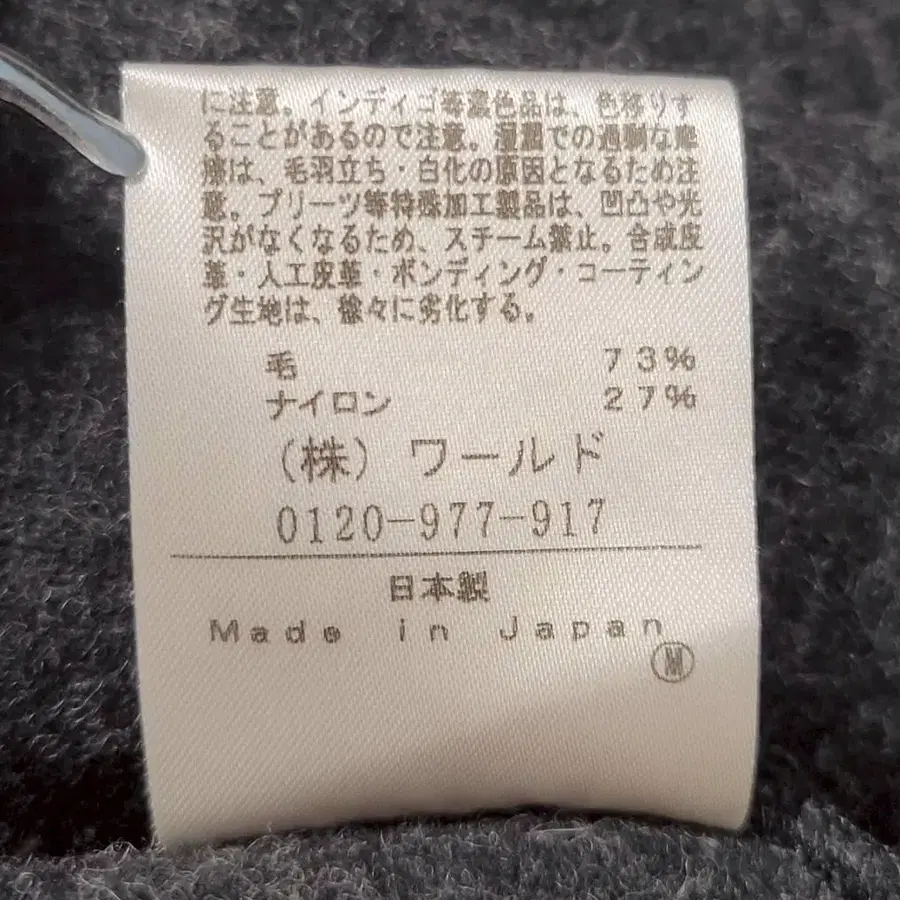 に注意。インディゴ等濃色品は、色移りす
ることがあるので注意。湿潤での過剰な摩
擦は、毛羽立ち・白化の原因となるため注
意。プリーツ等特殊加工製品は、凹凸や光
沢がなくなるため、スチーム禁止。合成皮
革・人工皮革・ボンディング・コーティン
グ生地は、徐々に劣化する。
毛 73%
ナイロン 27%
(株) ワールド
0120-977-917
日本製
Made in Japan
M